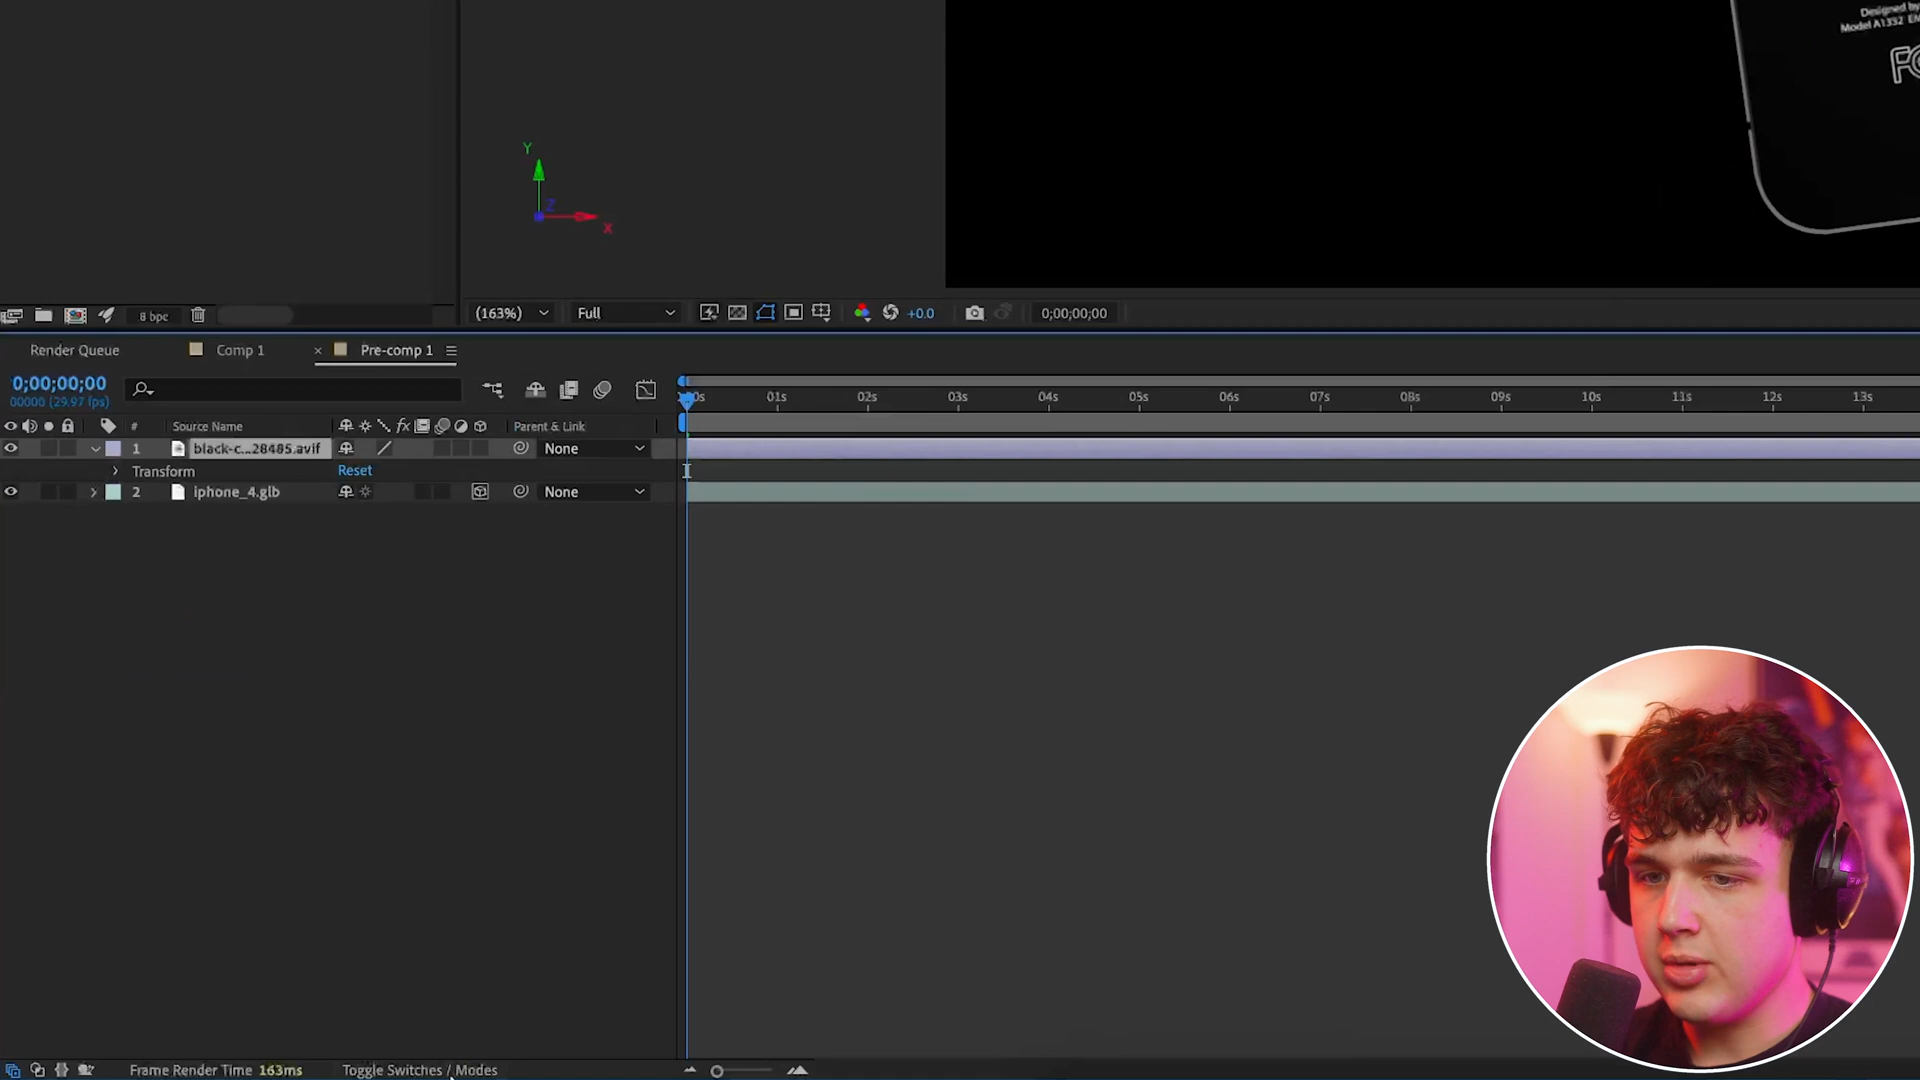 Designed by
Model A1332 EM
FC
Y
Z
X
8 bpc
(163%)
Full
+0.0
0;00;00;00
Render Queue
Comp 1
× Pre-comp 1
0;00;00;00
00000 (29.97 fps)
00s 01s 02s 03s 04s 05s 06s 07s 08s 09s 10s 11s 12s 13s
# Source Name fx Parent & Link
1 black-c...28485.avif None
Transform Reset
2 iphone_4.glb None
Frame Render Time 163ms Toggle Switches / Modes